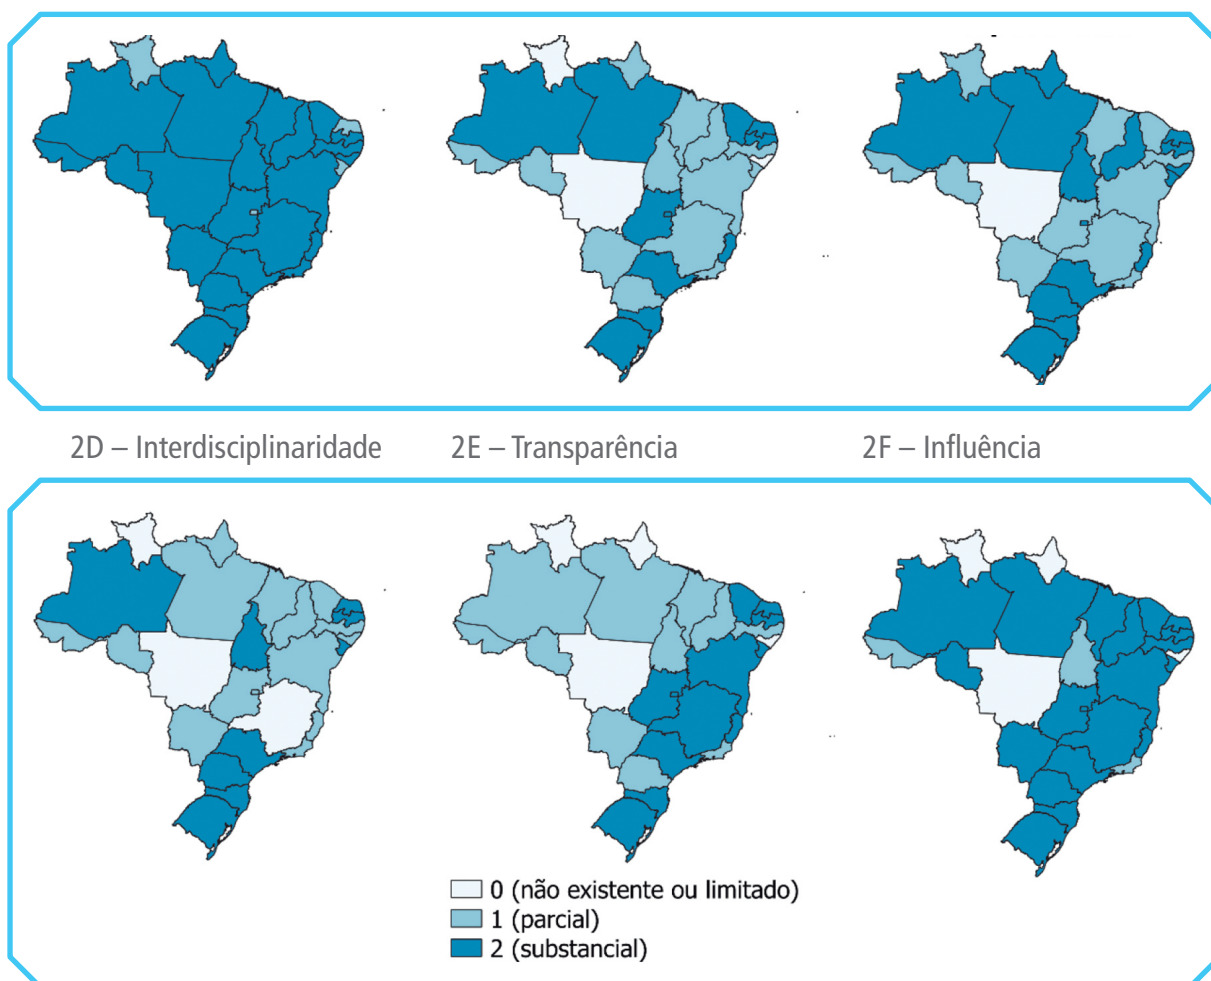 2D – Interdisciplinaridade
2E – Transparência
2F – Influência
0 (não existente ou limitado)
1 (parcial)
2 (substancial)